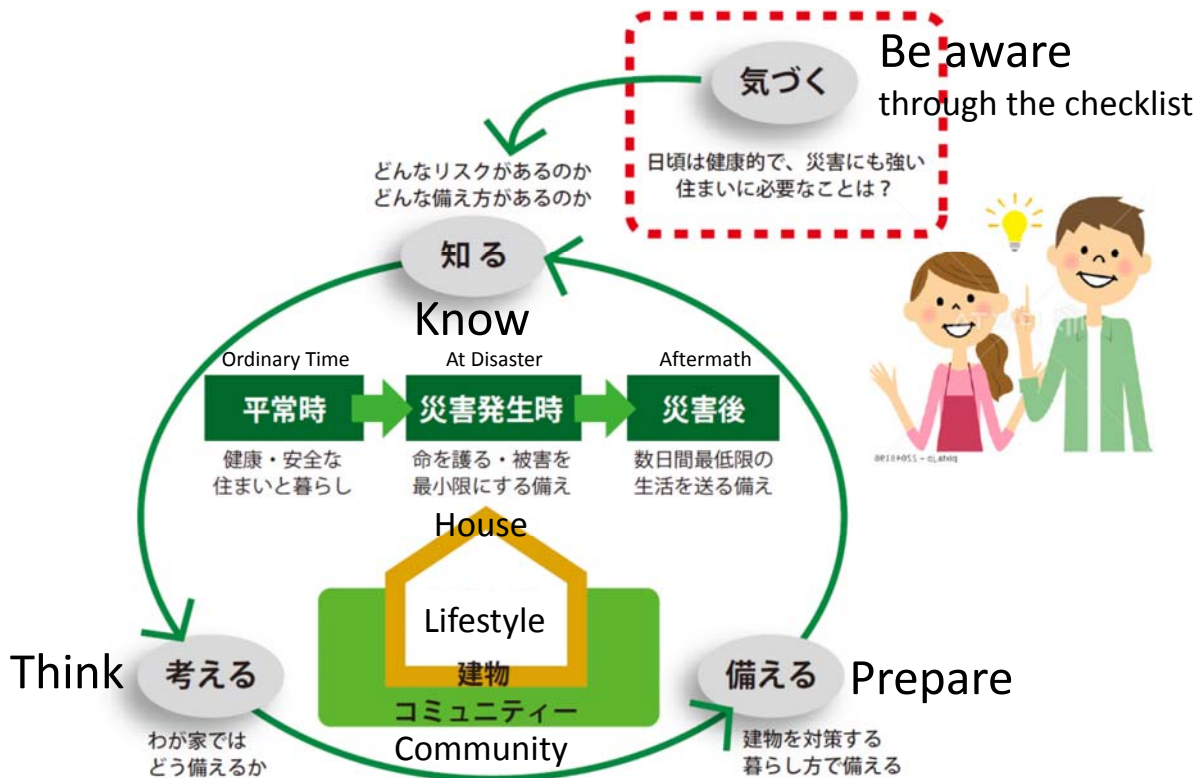 気づく
Be aware
through the checklist
日頃は健康的で、災害にも強い
住まいに必要なことは？
どんなリスクがあるのか
どんな備え方があるのか
知る
Know
Ordinary Time
At Disaster
Aftermath
平常時
災害発生時
災害後
健康・安全な
住まいと暮らし
命を護る・被害を
最小限にする備え
数日間最低限の
生活を送る備え
House
Lifestyle
建物
コミュニティー
Community
Think
考える
わが家では
どう備えるか
備える
Prepare
建物を対策する
暮らし方で備える